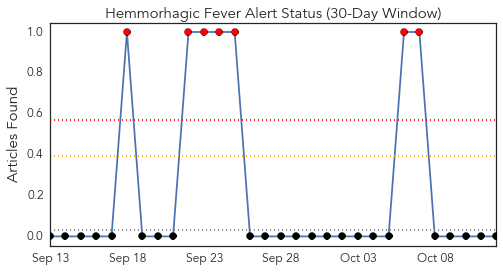 Hemmorhagic Fever Alert Status (30-Day Window)
Articles Found
1.0
0.8
0.6
0.4
0.2
0.0
Sep 13 Sep 18 Sep 23 Sep 28 Oct 03 Oct 08